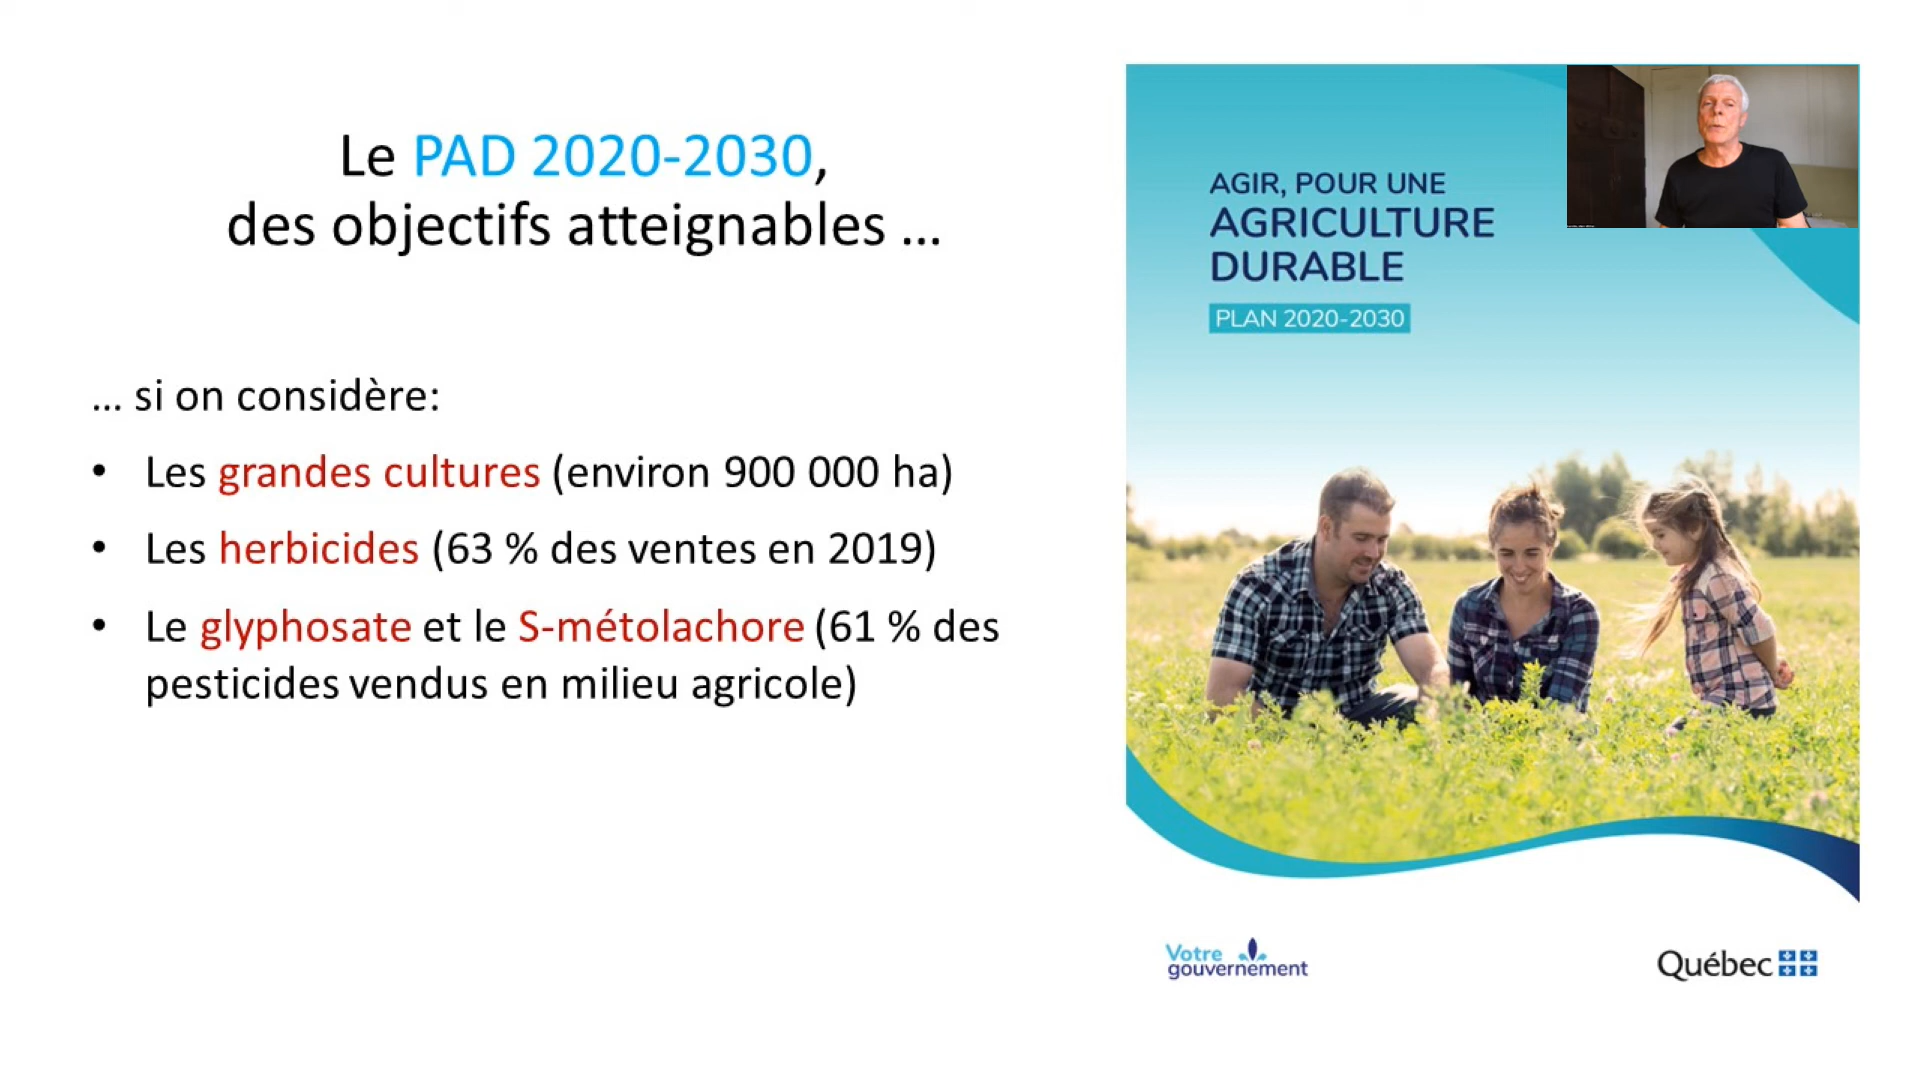 Le PAD 2020-2030,
des objectifs atteignables ...
... si on considère:
• Les grandes cultures (environ 900 000 ha)
• Les herbicides (63 % des ventes en 2019)
• Le glyphosate et le S-métolachore (61 % des
pesticides vendus en milieu agricole)
AGIR, POUR UNE
AGRICULTURE
DURABLE
PLAN 2020-2030
Votre
gouvernement
Québec